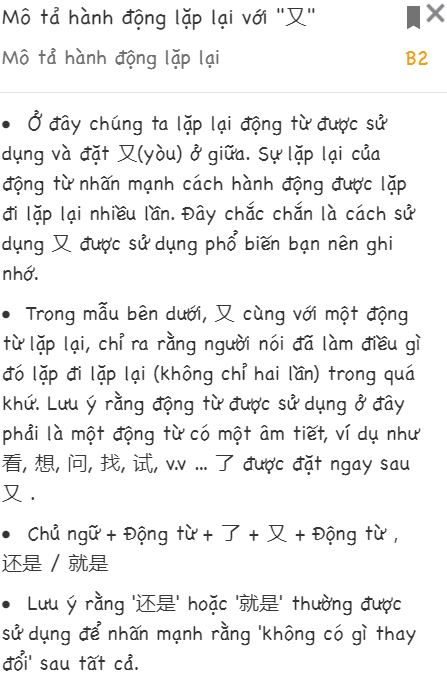 Mô tả hành động lặp lại với "又"
Mô tả hành động lặp lại B2
• Ở đây chúng ta lặp lại động từ được sử
dụng và đặt 又(yòu) ở giữa. Sự lặp lại của
động từ nhấn mạnh cách hành động được lặp
đi lặp lại nhiều lần. Đây chắc chắn là cách sử
dụng 又 được sử dụng phổ biến bạn nên ghi
nhớ.
• Trong mẫu bên dưới, 又 cùng với một động
từ lặp lại, chỉ ra rằng người nói đã làm điều gì
đó lặp đi lặp lại (không chỉ hai lần) trong quá
khứ. Lưu ý rằng động từ được sử dụng ở đây
phải là một động từ có một âm tiết, ví dụ như
看, 想, 问, 找, 试, v.v ... 了 được đặt ngay sau
又 .
• Chủ ngữ + Động từ + 了 + 又 + Động từ ,
还是 / 就是
• Lưu ý rằng '还是' hoặc '就是' thường được
sử dụng để nhấn mạnh rằng 'không có gì thay
đổi' sau tất cả.